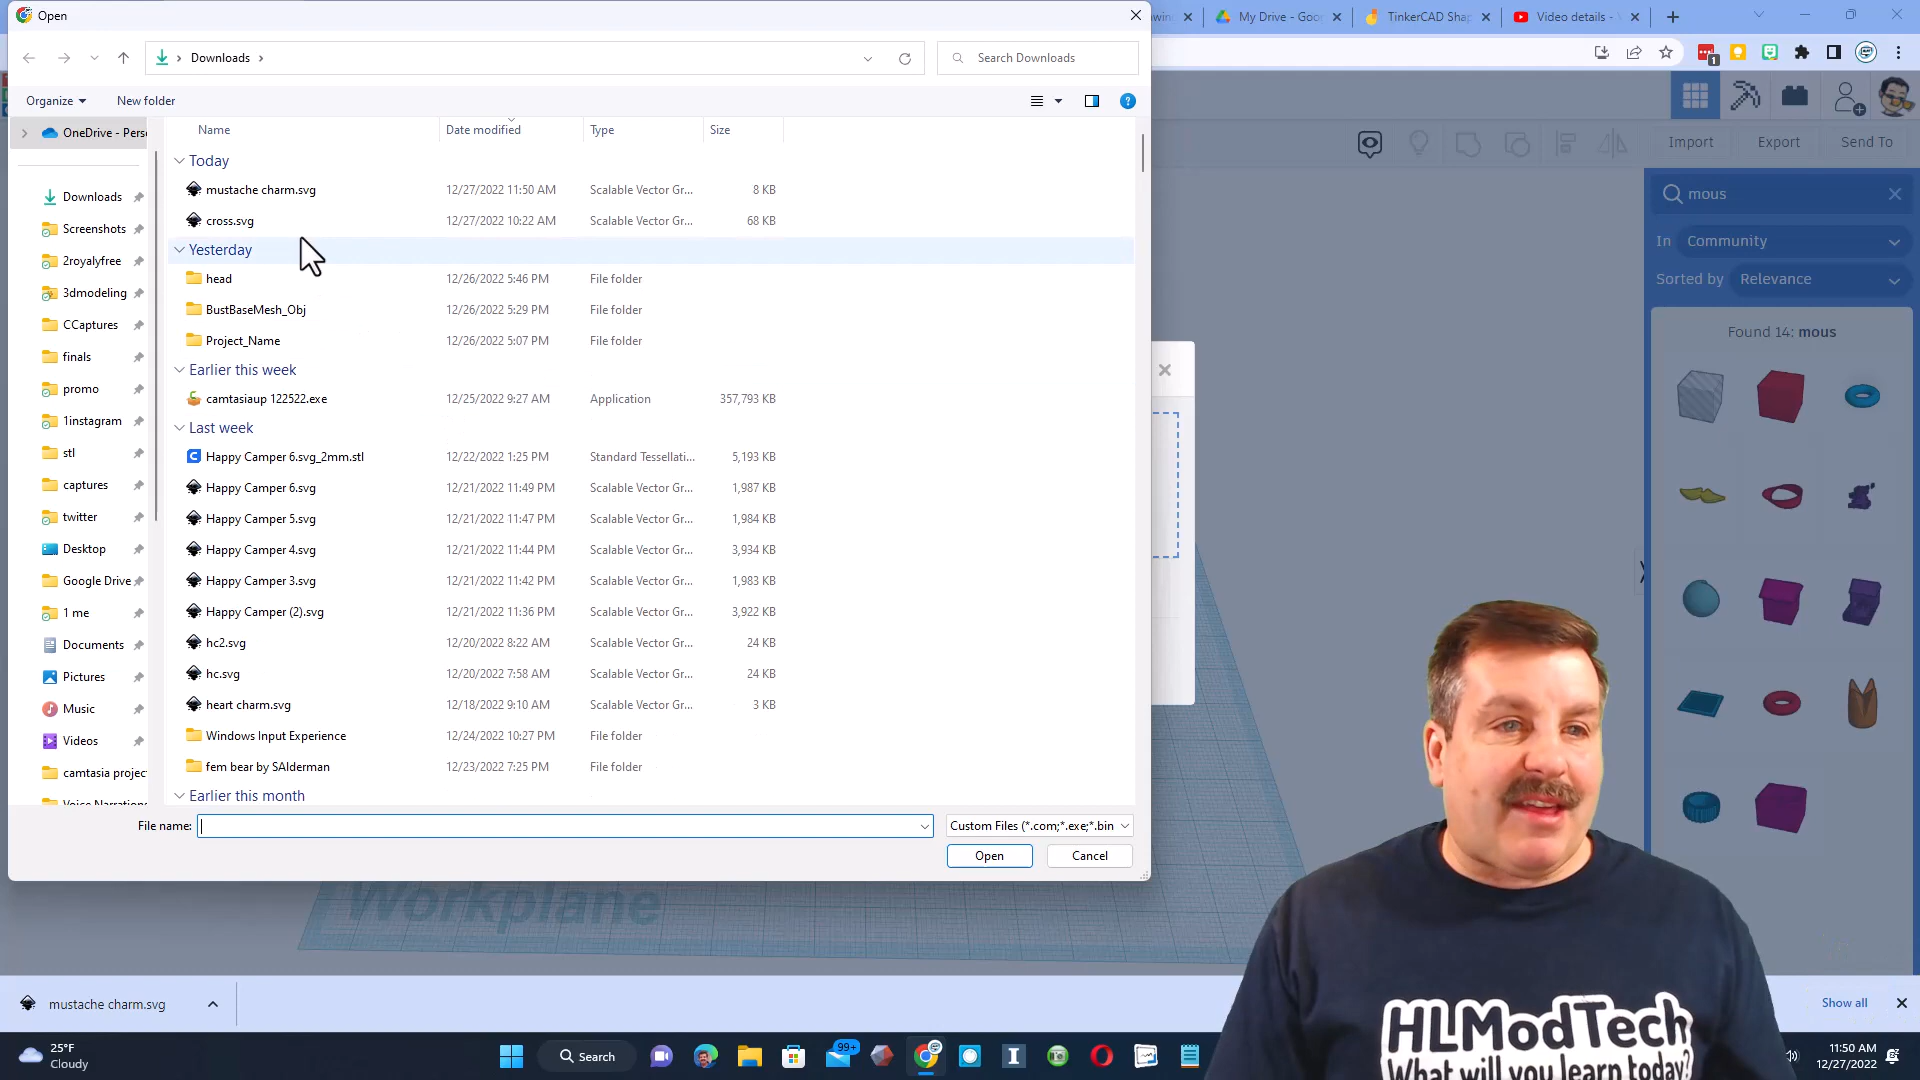 Open
My Drive - Goo
TinkerCAD Shap
Video details -
Downloads
Search Downloads
1
Organize
New folder
?
Name
Date modified
Type
Size
Import
Export
Send To
OneDrive - Pers
Downloads
Screenshots
2royalyfree
3dmodeling
CCaptures
finals
promo
1instagram
stl
captures
twitter
Desktop
Google Drive
1 me
Documents
Pictures
Music
Videos
camtasia projec
Voice Narration
Today
mustache charm.svg 12/27/2022 11:50 AM Scalable Vector Gr... 8 KB
cross.svg 12/27/2022 10:22 AM Scalable Vector Gr... 68 KB
Yesterday
head 12/26/2022 5:46 PM File folder
BustBaseMesh_Obj 12/26/2022 5:29 PM File folder
Project_Name 12/26/2022 5:07 PM File folder
Earlier this week
camtasiaup 122522.exe 12/25/2022 9:27 AM Application 357,793 KB
Last week
Happy Camper 6.svg_2mm.stl 12/22/2022 1:25 PM Standard Tessellati... 5,193 KB
Happy Camper 6.svg 12/21/2022 11:49 PM Scalable Vector Gr... 1,987 KB
Happy Camper 5.svg 12/21/2022 11:47 PM Scalable Vector Gr... 1,984 KB
Happy Camper 4.svg 12/21/2022 11:44 PM Scalable Vector Gr... 3,934 KB
Happy Camper 3.svg 12/21/2022 11:42 PM Scalable Vector Gr... 1,983 KB
Happy Camper (2).svg 12/21/2022 11:36 PM Scalable Vector Gr... 3,922 KB
hc2.svg 12/20/2022 8:22 AM Scalable Vector Gr... 24 KB
hc.svg 12/20/2022 7:58 AM Scalable Vector Gr... 24 KB
heart charm.svg 12/18/2022 9:10 AM Scalable Vector Gr... 3 KB
Windows Input Experience 12/24/2022 10:27 PM File folder
fem bear by SAlderman 12/23/2022 7:25 PM File folder
Earlier this month
File name:
Custom Files (*.com;*.exe;*.bin
Open
Cancel
mous
In Community
Sorted by Relevance
Found 14: mous
Workplane
HLModTech
What will you learn today?
mustache charm.svg
Show all
25°F
Cloudy
Search
99+
11:50 AM
12/27/2022